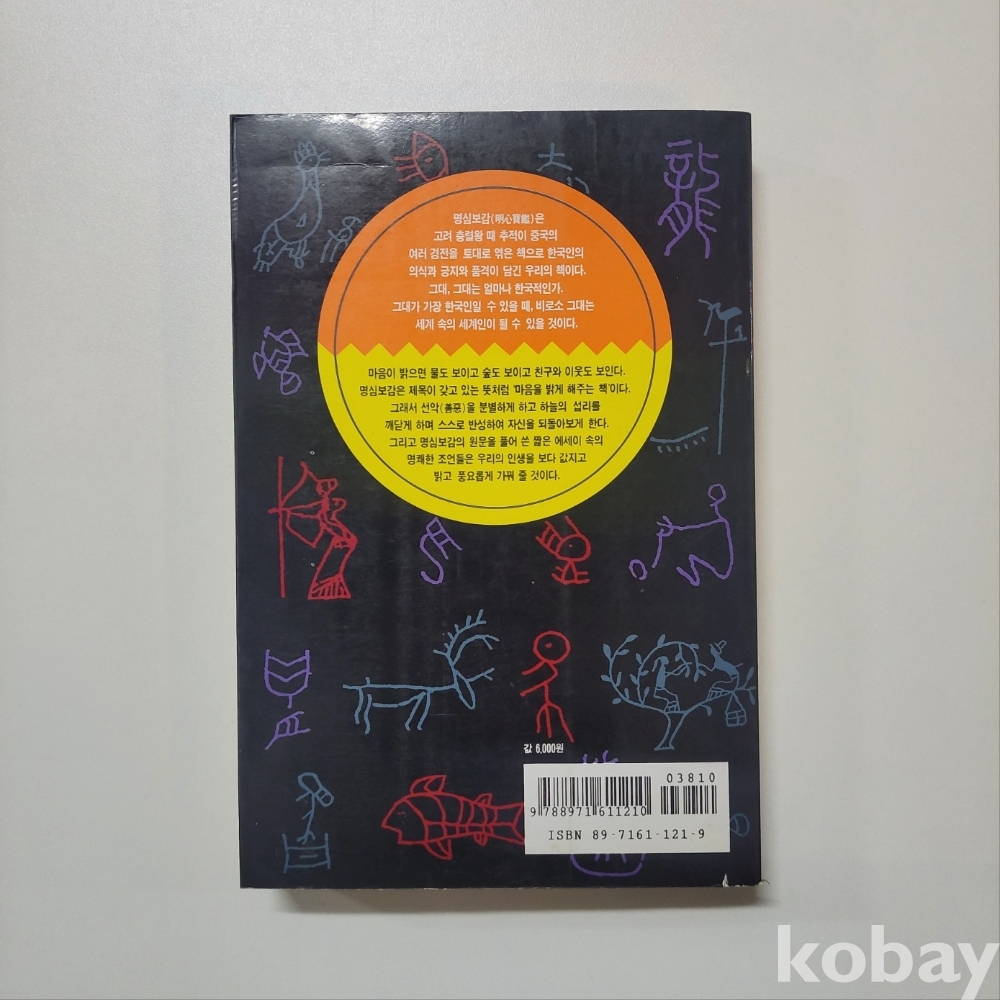 龍
명심보감(明心寶鑑)은
고려 충렬왕 때 추적이 중국의
여러 검전을 토대로 엮은 책으로 한국인의
의식과 긍지와 품격이 담긴 우리의 책이다.
그대, 그대는 얼마나 한국적인가.
그대가 가장 한국인일 수 있을 때, 비로소 그대는
세계 속의 세계인이 될 수 있을 것이다.
마음이 밝으면 물도 보이고 숲도 보이고 친구와 이웃도 보인다.
명심보감은 제목이 갖고 있는 뜻처럼 '마음을 밝게 해주는 책'이다.
그래서 선악(善惡)을 분별하게 하고 하늘의 섭리를
깨닫게 하며 스스로 반성하여 자신을 되돌아보게 한다.
그리고 명심보감의 원문을 풀어 쓴 짧은 에세이 속의
명쾌한 조언들은 우리의 인생을 보다 값지고
밝고 풍요롭게 가꿔 줄 것이다.
값 6,000원
03810
9 788971 611210
ISBN 89-7161-121-9
kobay